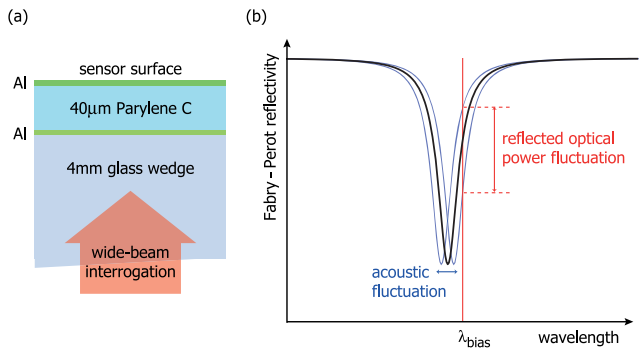 (a)
sensor surface
Al
40μm Parylene C
Al
4mm glass wedge
wide-beam
interrogation
(b)
Fabry - Perot reflectivity
reflected optical
power fluctuation
acoustic
fluctuation
λbias
wavelength